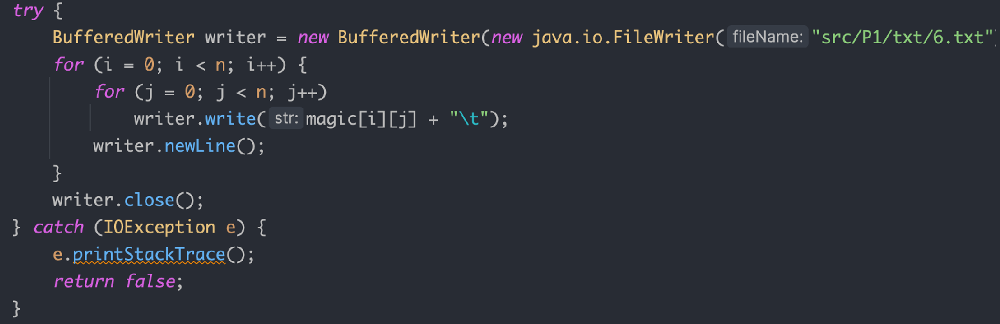 try {
    BufferedWriter writer = new BufferedWriter(new java.io.FileWriter( fileName: "src/P1/txt/6.txt")
    for (i = 0; i < n; i++) {
        for (j = 0; j < n; j++)
            writer.write( str: magic[i][j] + "\t");
        writer.newLine();
    }
    writer.close();
} catch (IOException e) {
    e.printStackTrace();
    return false;
}